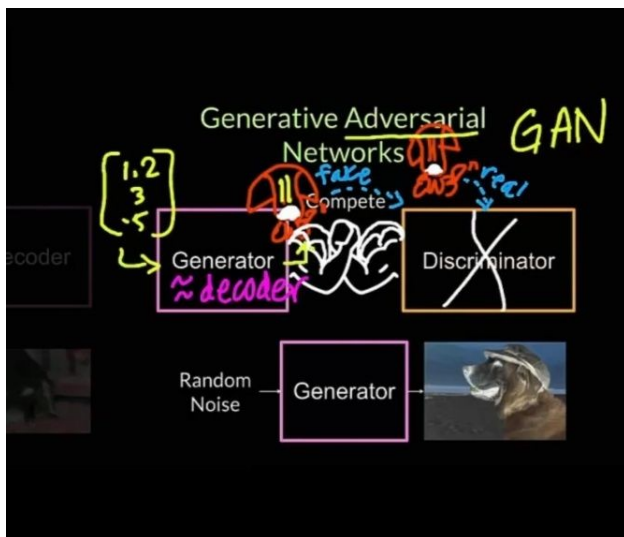 Generative Adversarial
Networks
GAN
1.2
3
-5
fake
real
Compete
ecoder
Generator
≈ decoder
Discriminator
Random
Noise
Generator